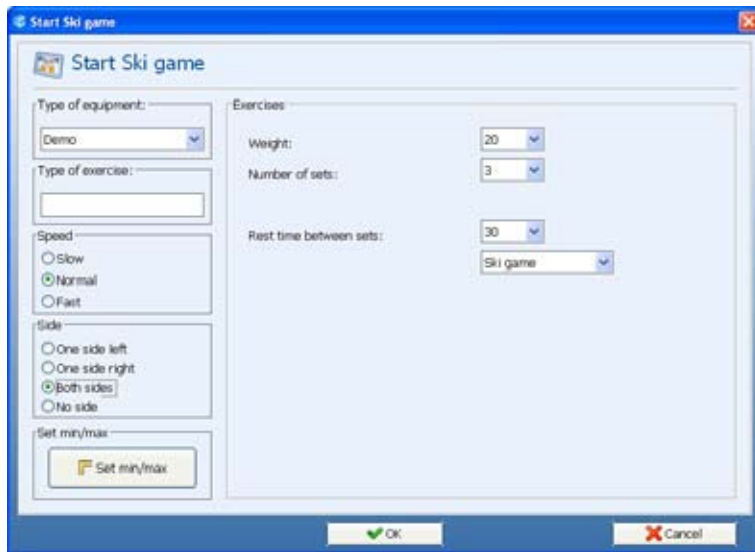 Start Ski game
Start Ski game
Type of equipment:
Demo
Type of exercise:
Speed
Slow
Normal
Fast
Side
One side left
One side right
Both sides
No side
Set min/max
Set min/max
Exercises
Weight: 20
Number of sets: 3
Rest time between sets: 30
Ski game
OK
Cancel